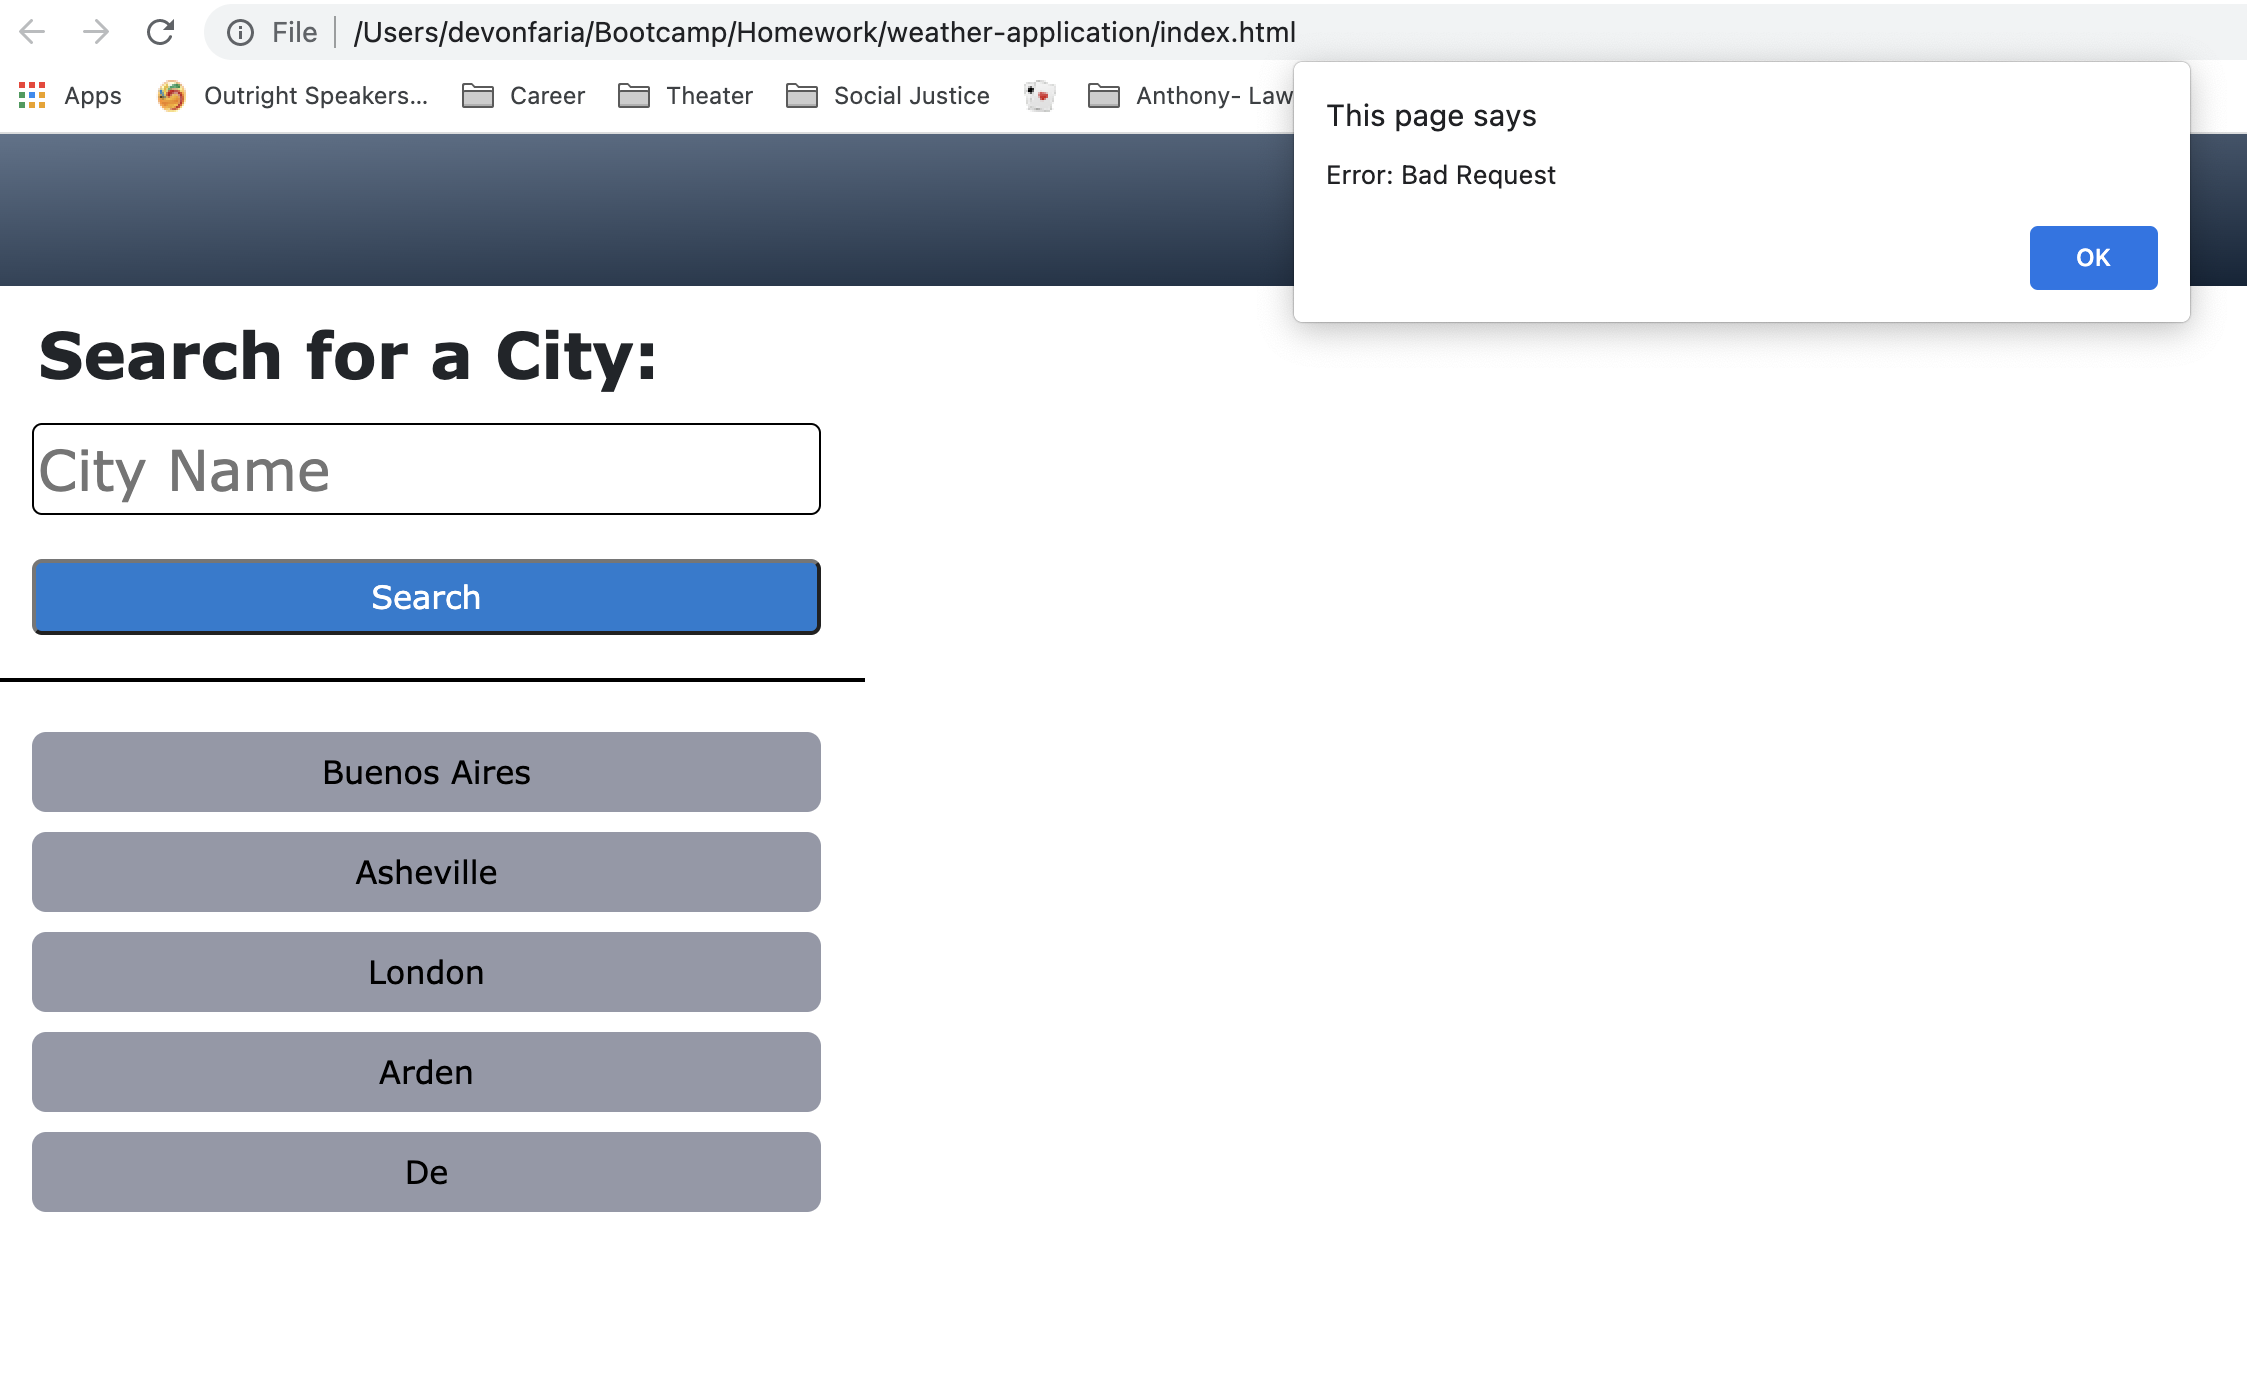 File /Users/devonfaria/Bootcamp/Homework/weather-application/index.html
Apps Outright Speakers... Career Theater Social Justice Anthony- Law
This page says
Error: Bad Request
OK
Search for a City:
City Name
Search
Buenos Aires
Asheville
London
Arden
De